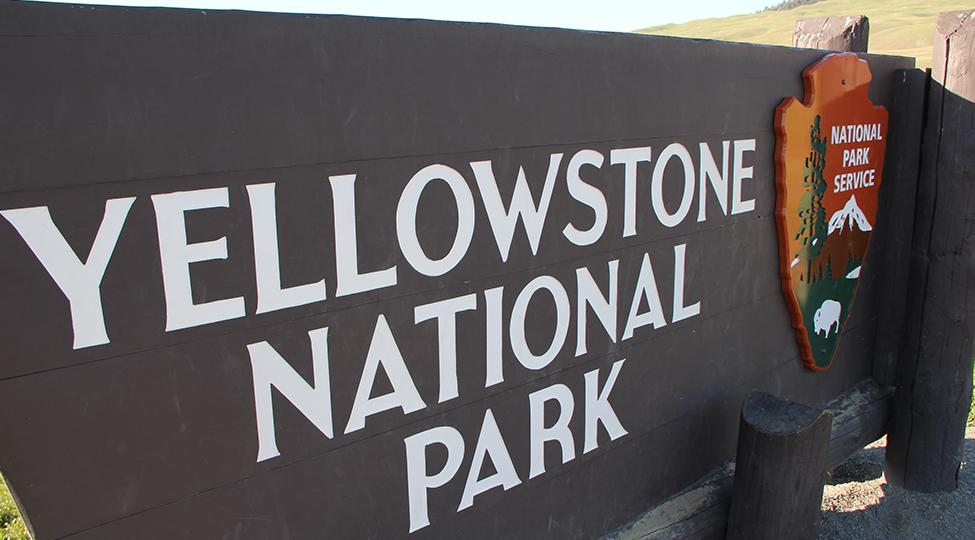 YELLOWSTONE
NATIONAL
PARK
NATIONAL
PARK
SERVICE